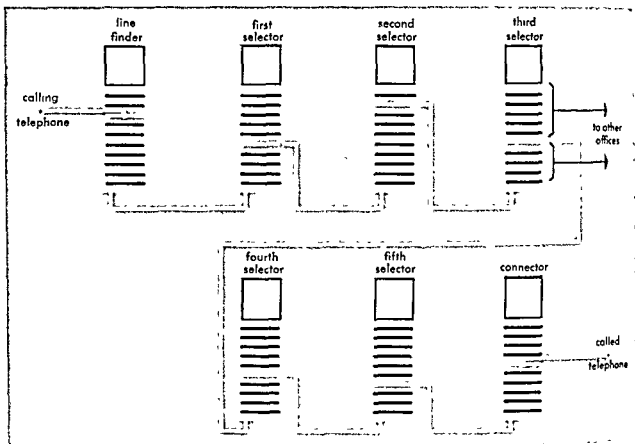 line
finder
first
selector
second
selector
third
selector
calling
telephone
to other
offices
fourth
selector
fifth
selector
connector
called
telephone